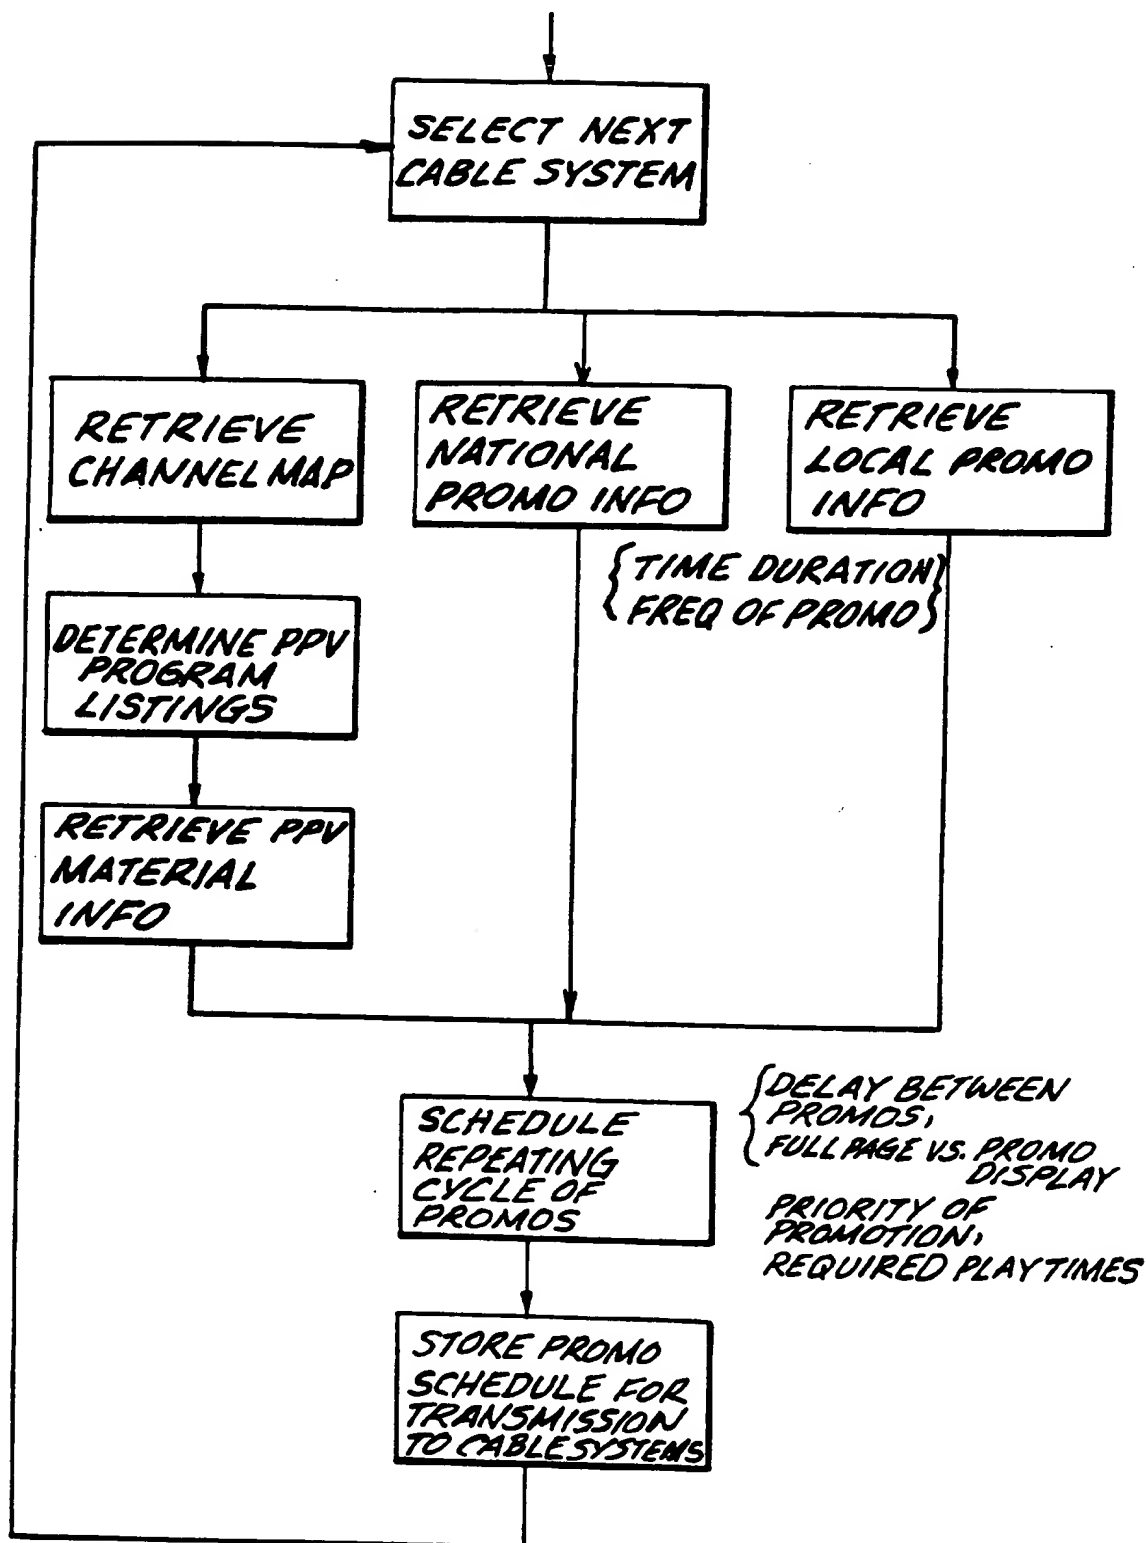 SELECT NEXT
CABLE SYSTEM
RETRIEVE
CHANNEL MAP
RETRIEVE
NATIONAL
PROMO INFO
RETRIEVE
LOCAL PROMO
INFO
{TIME DURATION}
{FREQ OF PROMO}
DETERMINE PPV
PROGRAM
LISTINGS
RETRIEVE PPV
MATERIAL
INFO
SCHEDULE
REPEATING
CYCLE OF
PROMOS
{DELAY BETWEEN
PROMOS,
FULL PAGE VS. PROMO
DISPLAY
PRIORITY OF
PROMOTION,
REQUIRED PLAY TIMES
STORE PROMO
SCHEDULE FOR
TRANSMISSION
TO CABLE SYSTEMS